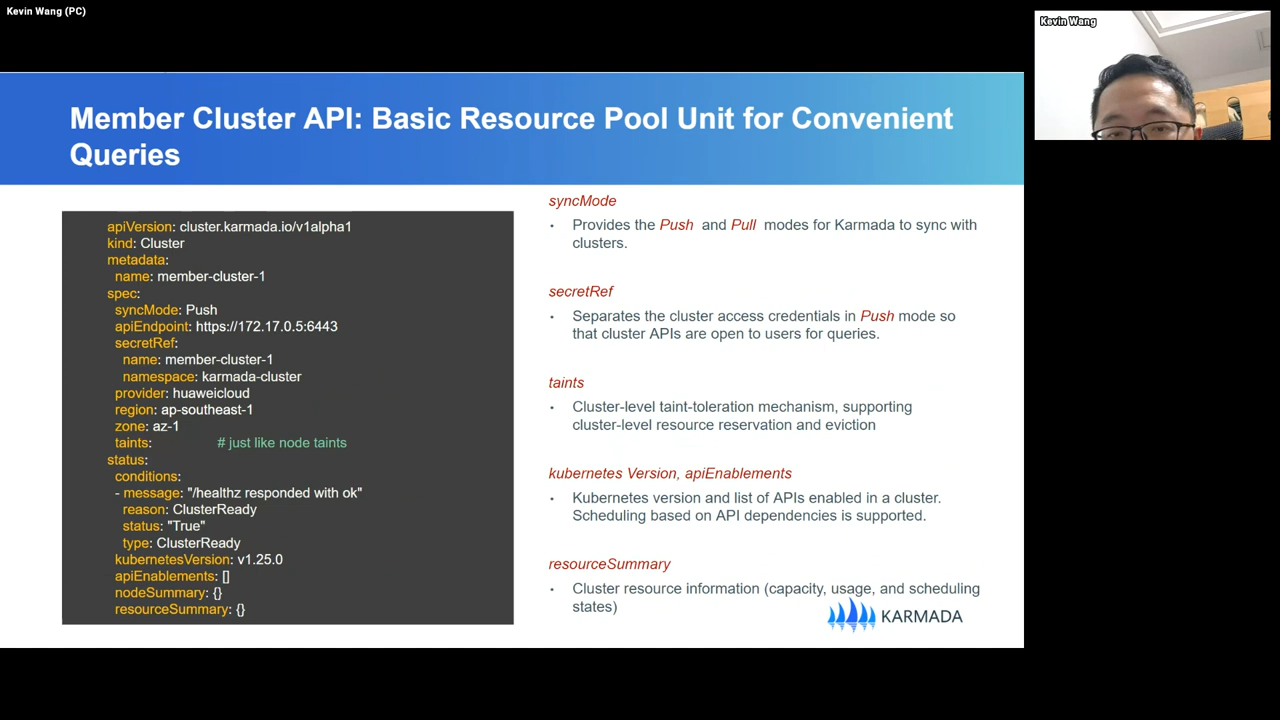 Kevin Wang (PC)
Kevin Wang
Member Cluster API: Basic Resource Pool Unit for Convenient
Queries
apiVersion: cluster.karmada.io/v1alpha1
kind: Cluster
metadata:
name: member-cluster-1
spec:
syncMode: Push
apiEndpoint: https://172.17.0.5:6443
secretRef:
name: member-cluster-1
namespace: karmada-cluster
provider: huaweicloud
region: ap-southeast-1
zone: az-1
taints: # just like node taints
status:
conditions:
- message: "/healthz responded with ok"
reason: ClusterReady
status: "True"
type: ClusterReady
kubernetesVersion: v1.25.0
apiEnablements: []
nodeSummary: {}
resourceSummary: {}
syncMode
• Provides the Push and Pull modes for Karmada to sync with
clusters.
secretRef
• Separates the cluster access credentials in Push mode so
that cluster APIs are open to users for queries.
taints
• Cluster-level taint-toleration mechanism, supporting
cluster-level resource reservation and eviction
kubernetes Version, apiEnablements
• Kubernetes version and list of APIs enabled in a cluster.
Scheduling based on API dependencies is supported.
resourceSummary
• Cluster resource information (capacity, usage, and scheduling
states)
KARMADA